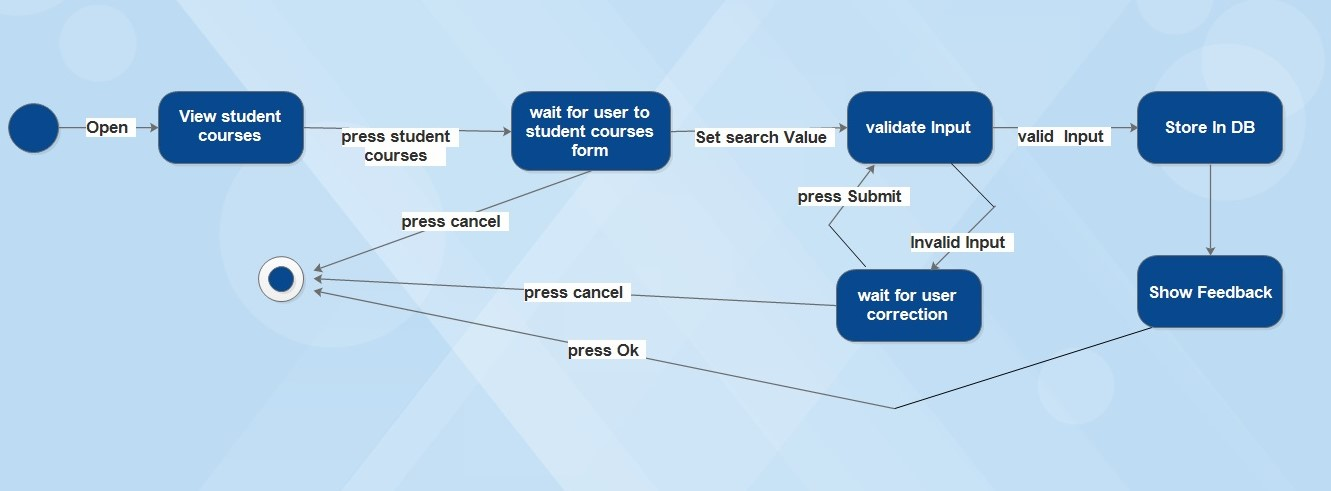 Open
View student
courses
press student
courses
wait for user to
student courses
form
Set search Value
validate Input
valid Input
Store In DB
press Submit
press cancel
Invalid Input
press cancel
wait for user
correction
Show Feedback
press Ok